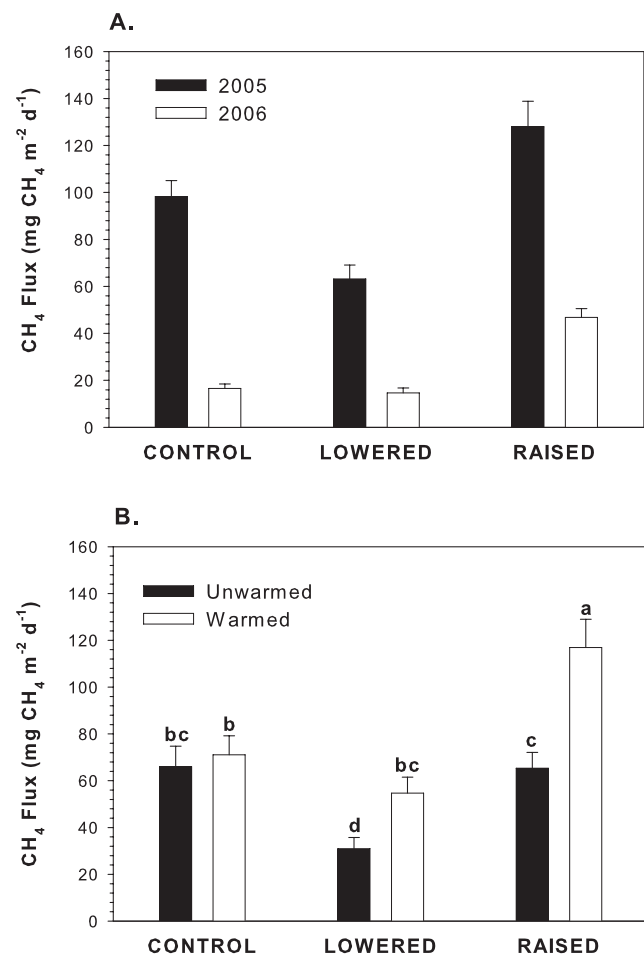 A.
160
140
120
100
80
60
40
20
0
CH₄ Flux (mg CH₄ m⁻² d⁻¹)
2005
2006
CONTROL LOWERED RAISED
B.
160
140
120
100
80
60
40
20
0
CH₄ Flux (mg CH₄ m⁻² d⁻¹)
Unwarmed
Warmed
bc b d bc c a
CONTROL LOWERED RAISED